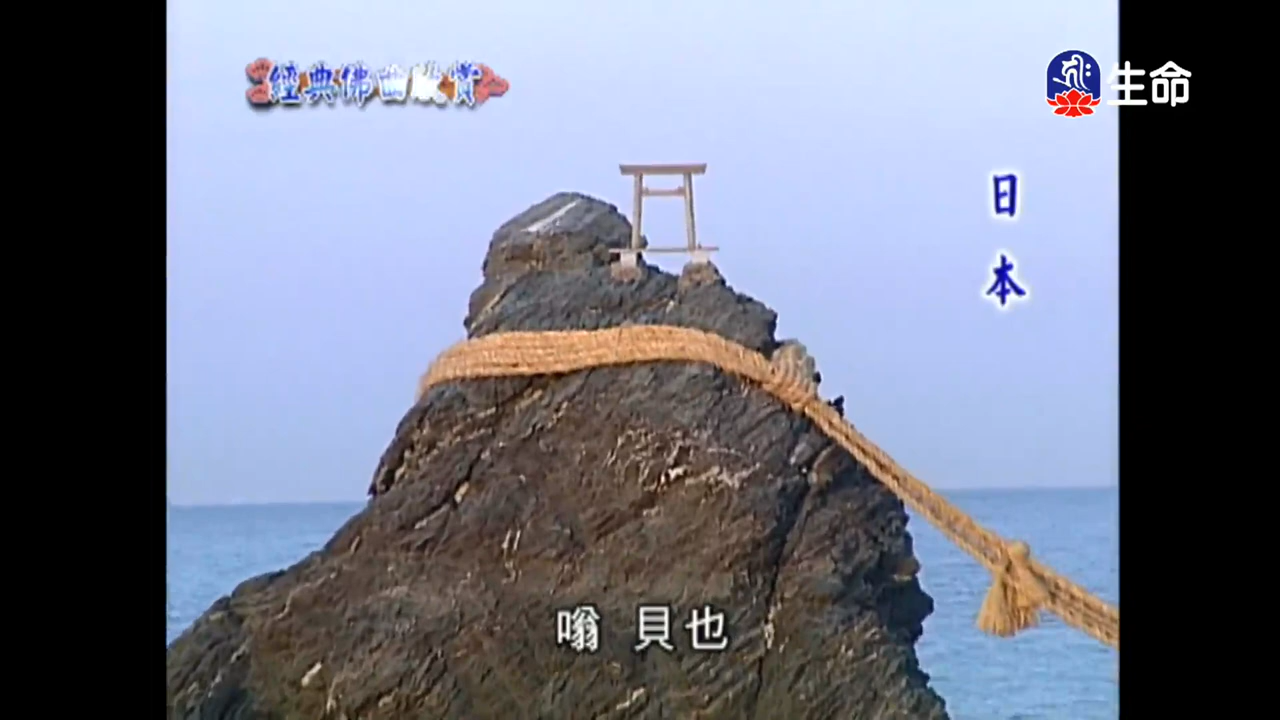 經典佛曲欣賞
生命
日本
嗡 貝也